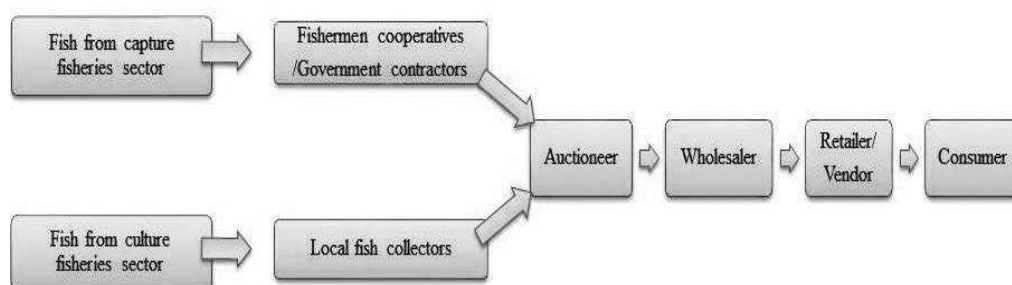 Fish from capture
fisheries sector
Fishermen cooperatives
/Government contractors
Auctioneer
Wholesaler
Retailer/
Vendor
Consumer
Fish from culture
fisheries sector
Local fish collectors